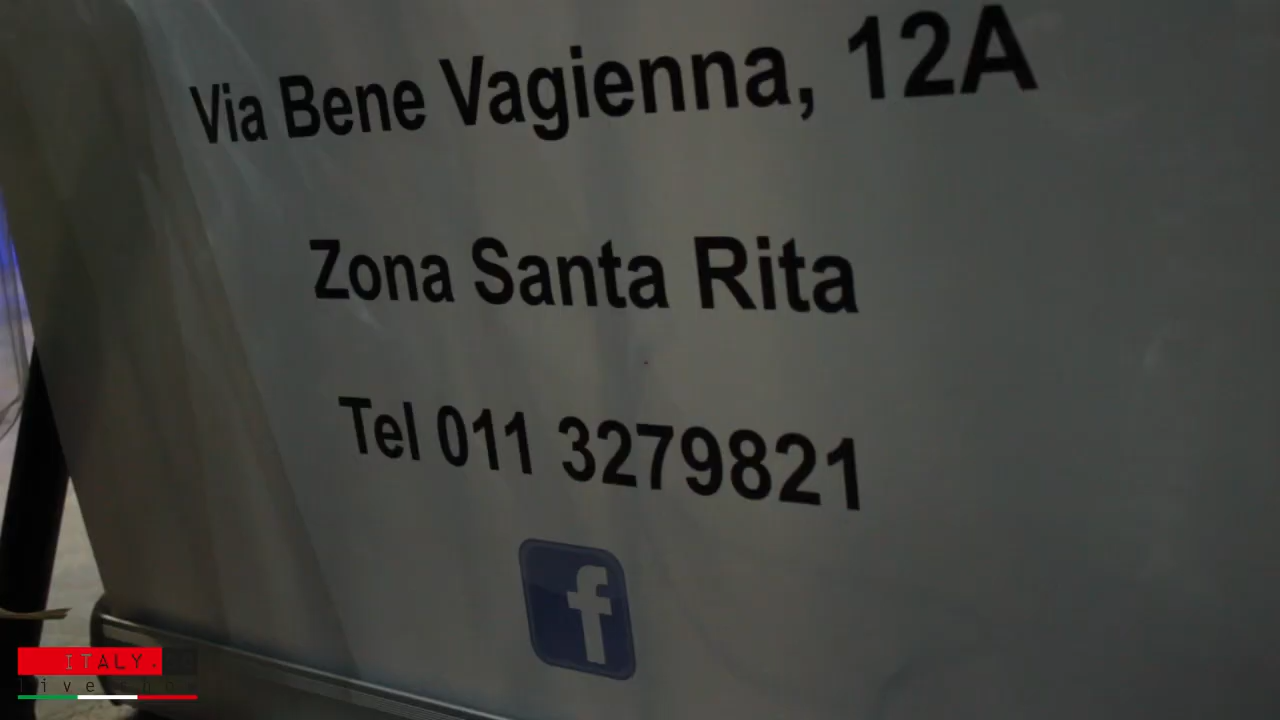 Via Bene Vagienna, 12A
Zona Santa Rita
Tel 011 3279821
f
ITALY.